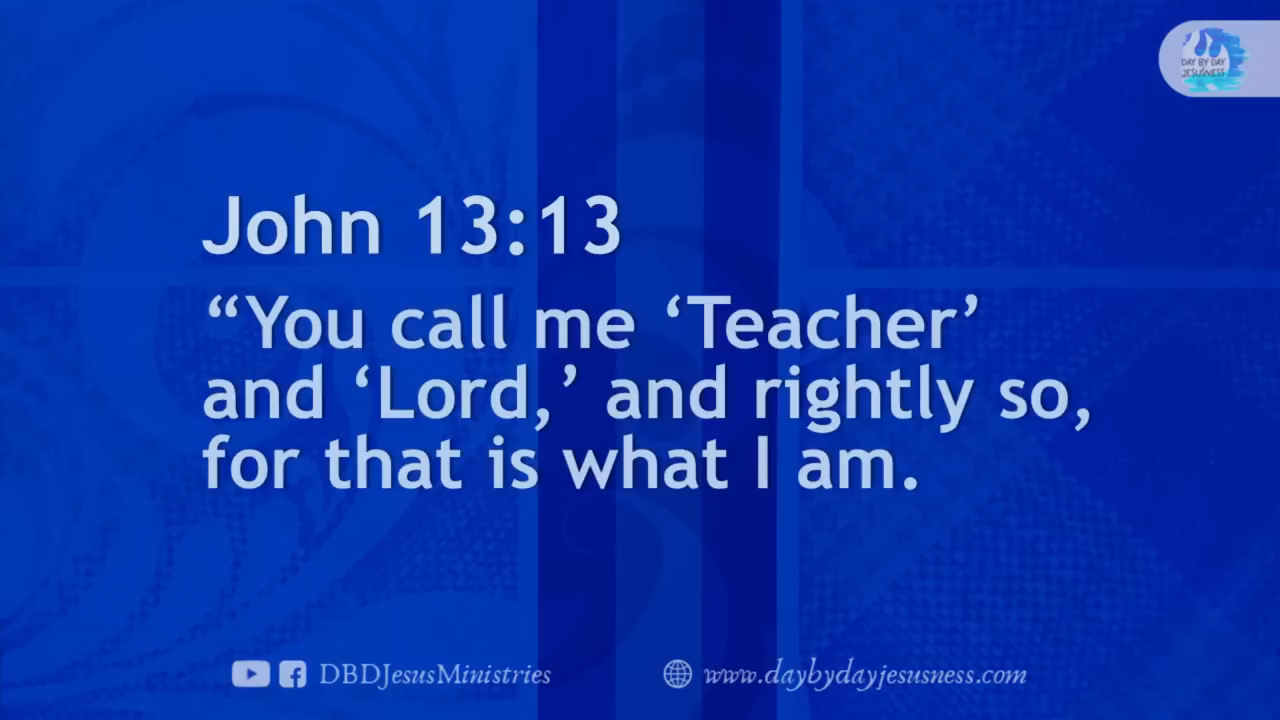 DAY BY DAY
JESUSNESS
John 13:13
“You call me ‘Teacher’
and ‘Lord,’ and rightly so,
for that is what I am.
DBDJesusMinistries
www.daybydayjesusness.com